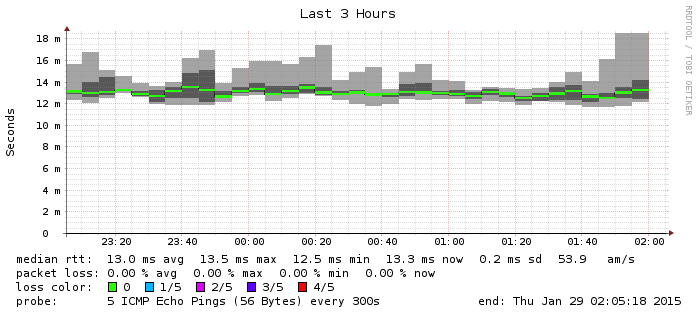 Last 3 Hours
RRDTOOL / TOBI OETIKER
Seconds
18 m
16 m
14 m
12 m
10 m
8 m
6 m
4 m
2 m
0
23:20 23:40 00:00 00:20 00:40 01:00 01:20 01:40 02:00
median rtt: 13.0 ms avg 13.5 ms max 12.5 ms min 13.3 ms now 0.2 ms sd 53.9 am/s
packet loss: 0.00 % avg 0.00 % max 0.00 % min 0.00 % now
loss color: 0 1/5 2/5 3/5 4/5
probe: 5 ICMP Echo Pings (56 Bytes) every 300s end: Thu Jan 29 02:05:18 2015